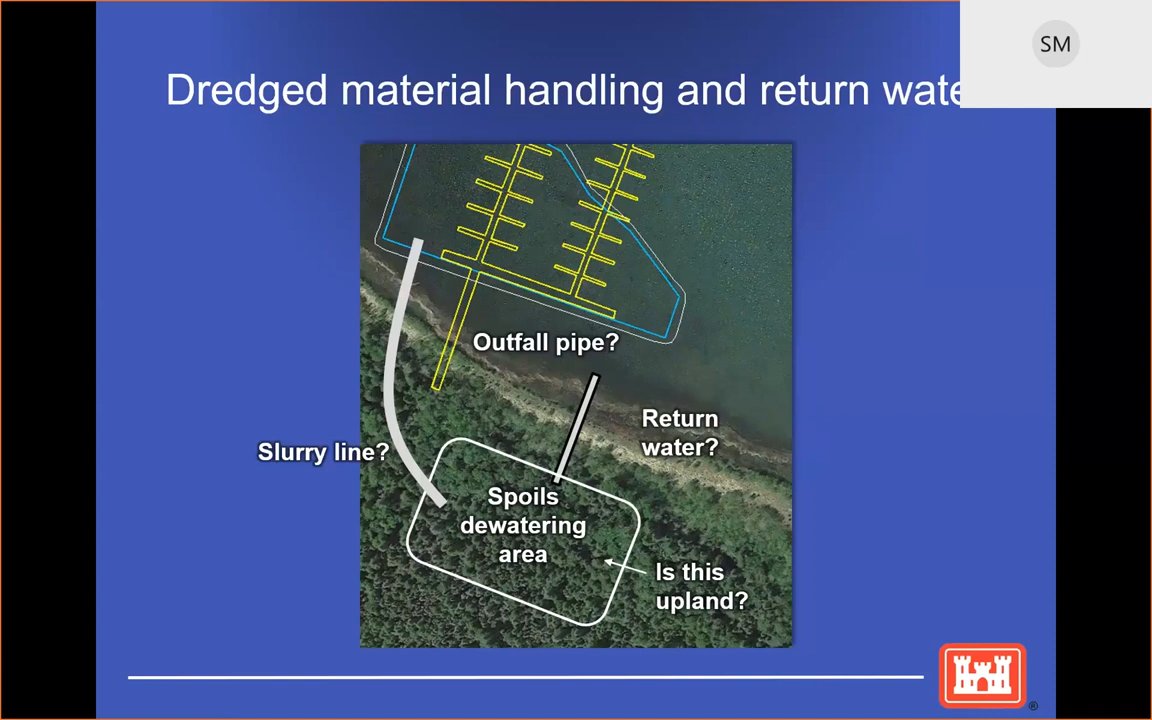 SM
Dredged material handling and return wate
Outfall pipe?
Return
water?
Slurry line?
Spoils
dewatering
area
Is this
upland?
®